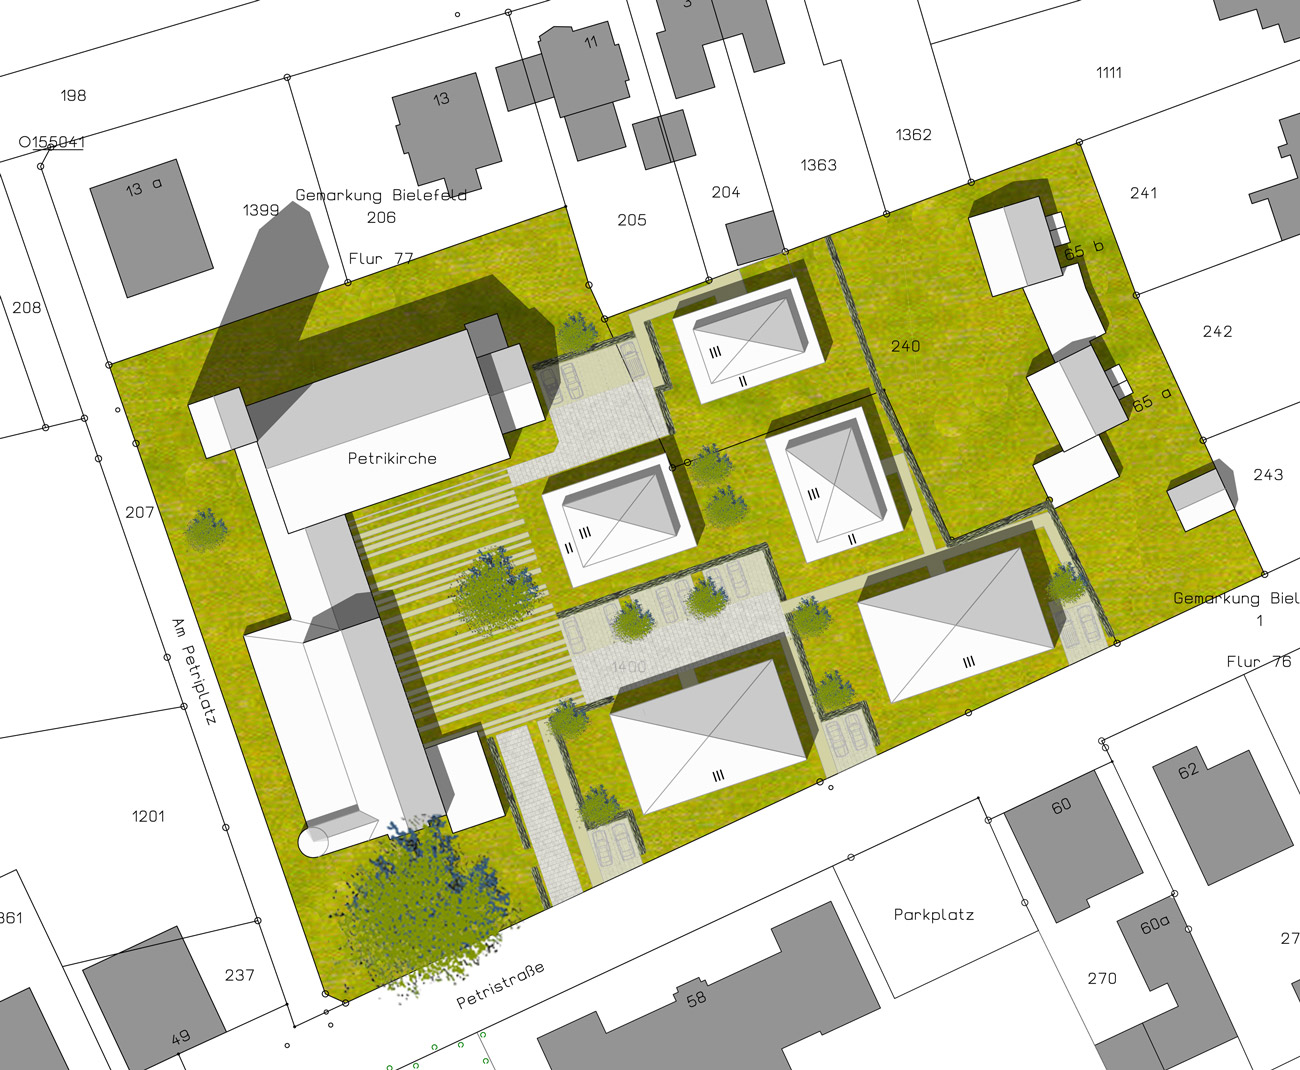 3
11
198
1111
13
1362
O155041
1363
13 a
241
Gemarkung Bielefeld
204
1399
206
205
65 b
Flur 77
208
242
240
III
II
65 a
Petrikirche
243
III
207
III
II
II
Gemarkung Biel
1
Am Petriplatz
III
Flur 76
1400
62
III
60
1201
Parkplatz
361
60a
27
237
Petristraße
270
58
49